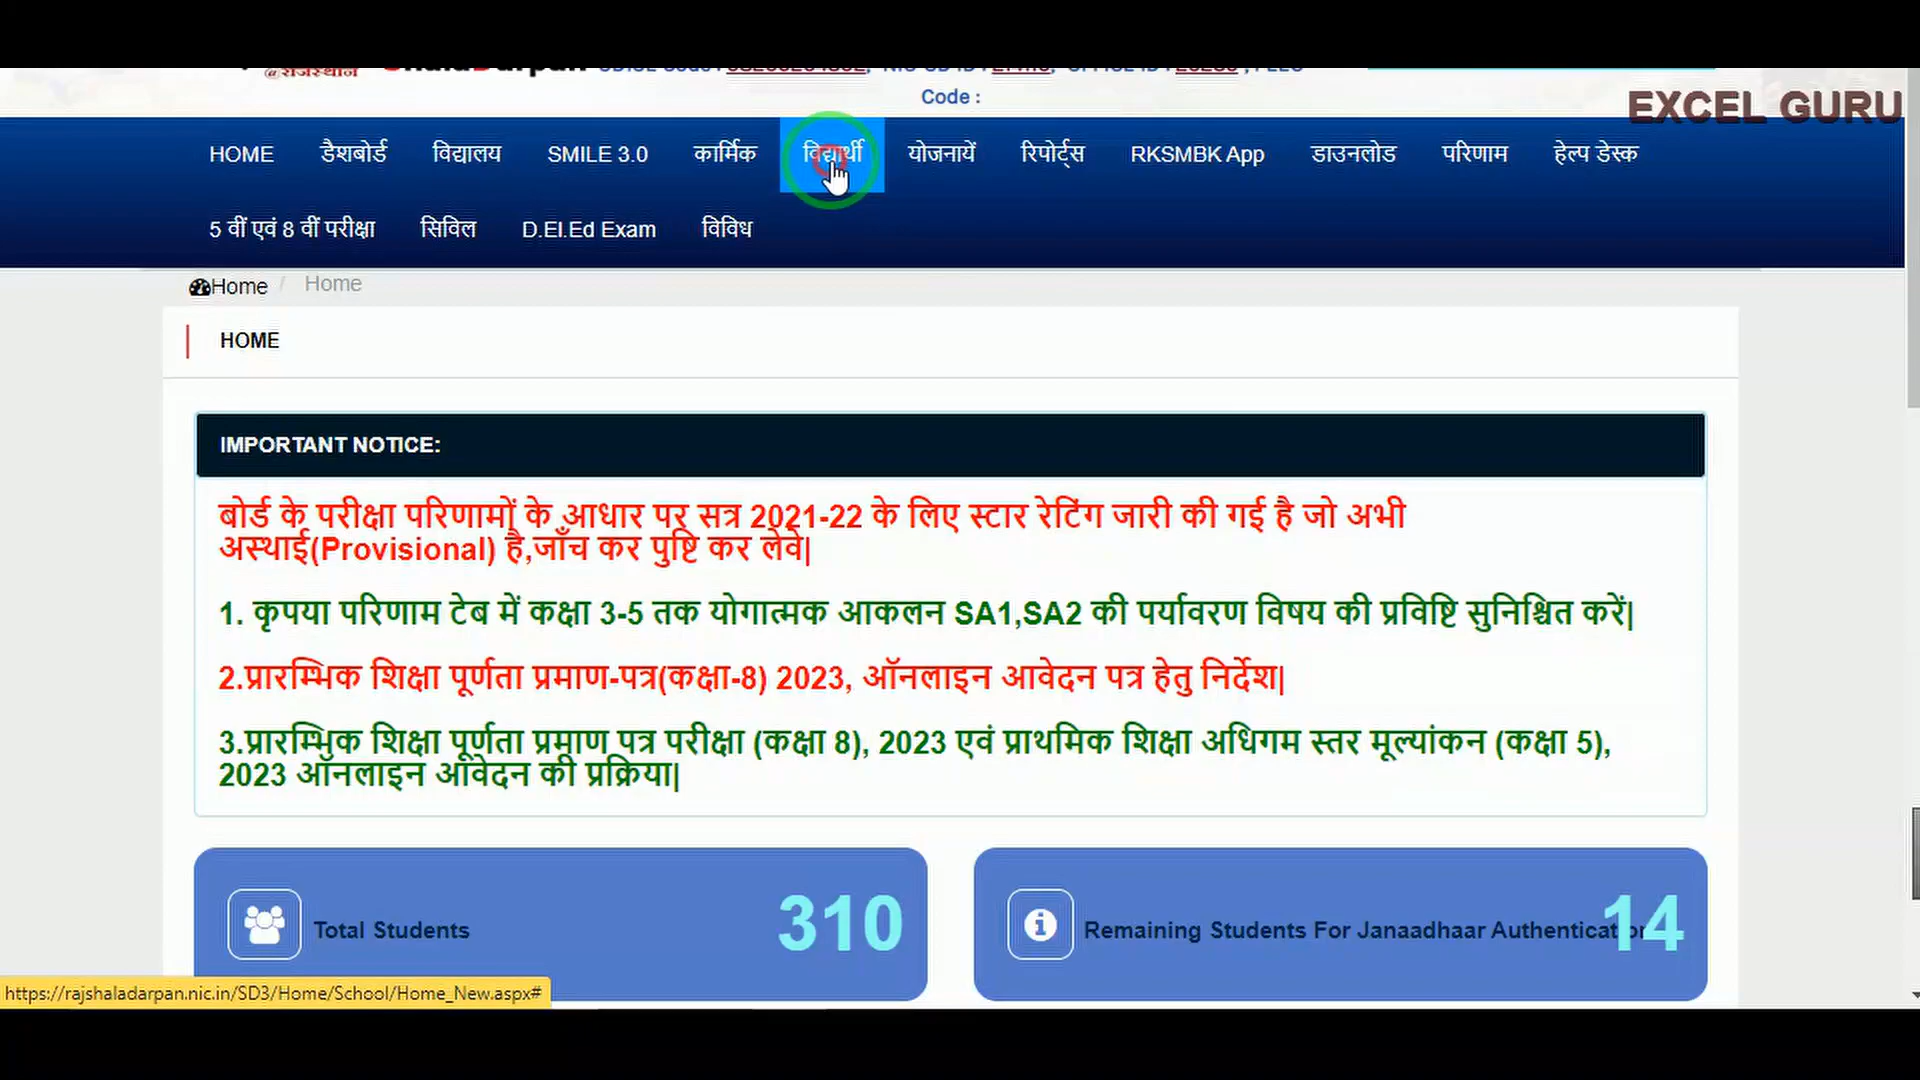 @राजस्थान ShalaDarpan
Code :
EXCEL GURU
HOME डैशबोर्ड विद्यालय SMILE 3.0 कार्मिक विद्यार्थी योजनायें रिपोर्ट्स RKSMBK App डाउनलोड परिणाम हेल्प डेस्क
5 वीं एवं 8 वीं परीक्षा सिविल D.El.Ed Exam विविध
Home / Home
HOME
IMPORTANT NOTICE:
बोर्ड के परीक्षा परिणामों के आधार पर सत्र 2021-22 के लिए स्टार रेटिंग जारी की गई है जो अभी
अस्थाई(Provisional) है,जाँच कर पुष्टि कर लेवे|
1. कृपया परिणाम टेब में कक्षा 3-5 तक योगात्मक आकलन SA1,SA2 की पर्यावरण विषय की प्रविष्टि सुनिश्चित करें|
2.प्रारम्भिक शिक्षा पूर्णता प्रमाण-पत्र(कक्षा-8) 2023, ऑनलाइन आवेदन पत्र हेतु निर्देश|
3.प्रारम्भिक शिक्षा पूर्णता प्रमाण पत्र परीक्षा (कक्षा 8), 2023 एवं प्राथमिक शिक्षा अधिगम स्तर मूल्यांकन (कक्षा 5),
2023 ऑनलाइन आवेदन की प्रक्रिया|
Total Students 310
Remaining Students For Janaadhaar Authentication 14
https://rajshaladarpan.nic.in/SD3/Home/School/Home_New.aspx#